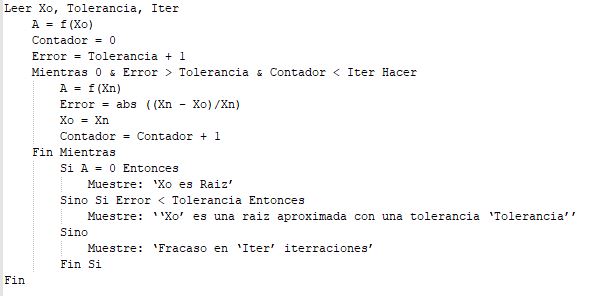 Leer Xo, Tolerancia, Iter
A = f(Xo)
Contador = 0
Error = Tolerancia + 1
Mientras 0 & Error > Tolerancia & Contador < Iter Hacer
A = f(Xn)
Error = abs ((Xn - Xo)/Xn)
Xo = Xn
Contador = Contador + 1
Fin Mientras
Si A = 0 Entonces
Muestre: ‘Xo es Raiz’
Sino Si Error < Tolerancia Entonces
Muestre: ‘‘Xo’ es una raiz aproximada con una tolerancia ‘Tolerancia’’
Sino
Muestre: ‘Fracaso en ‘Iter’ iterraciones’
Fin Si
Fin